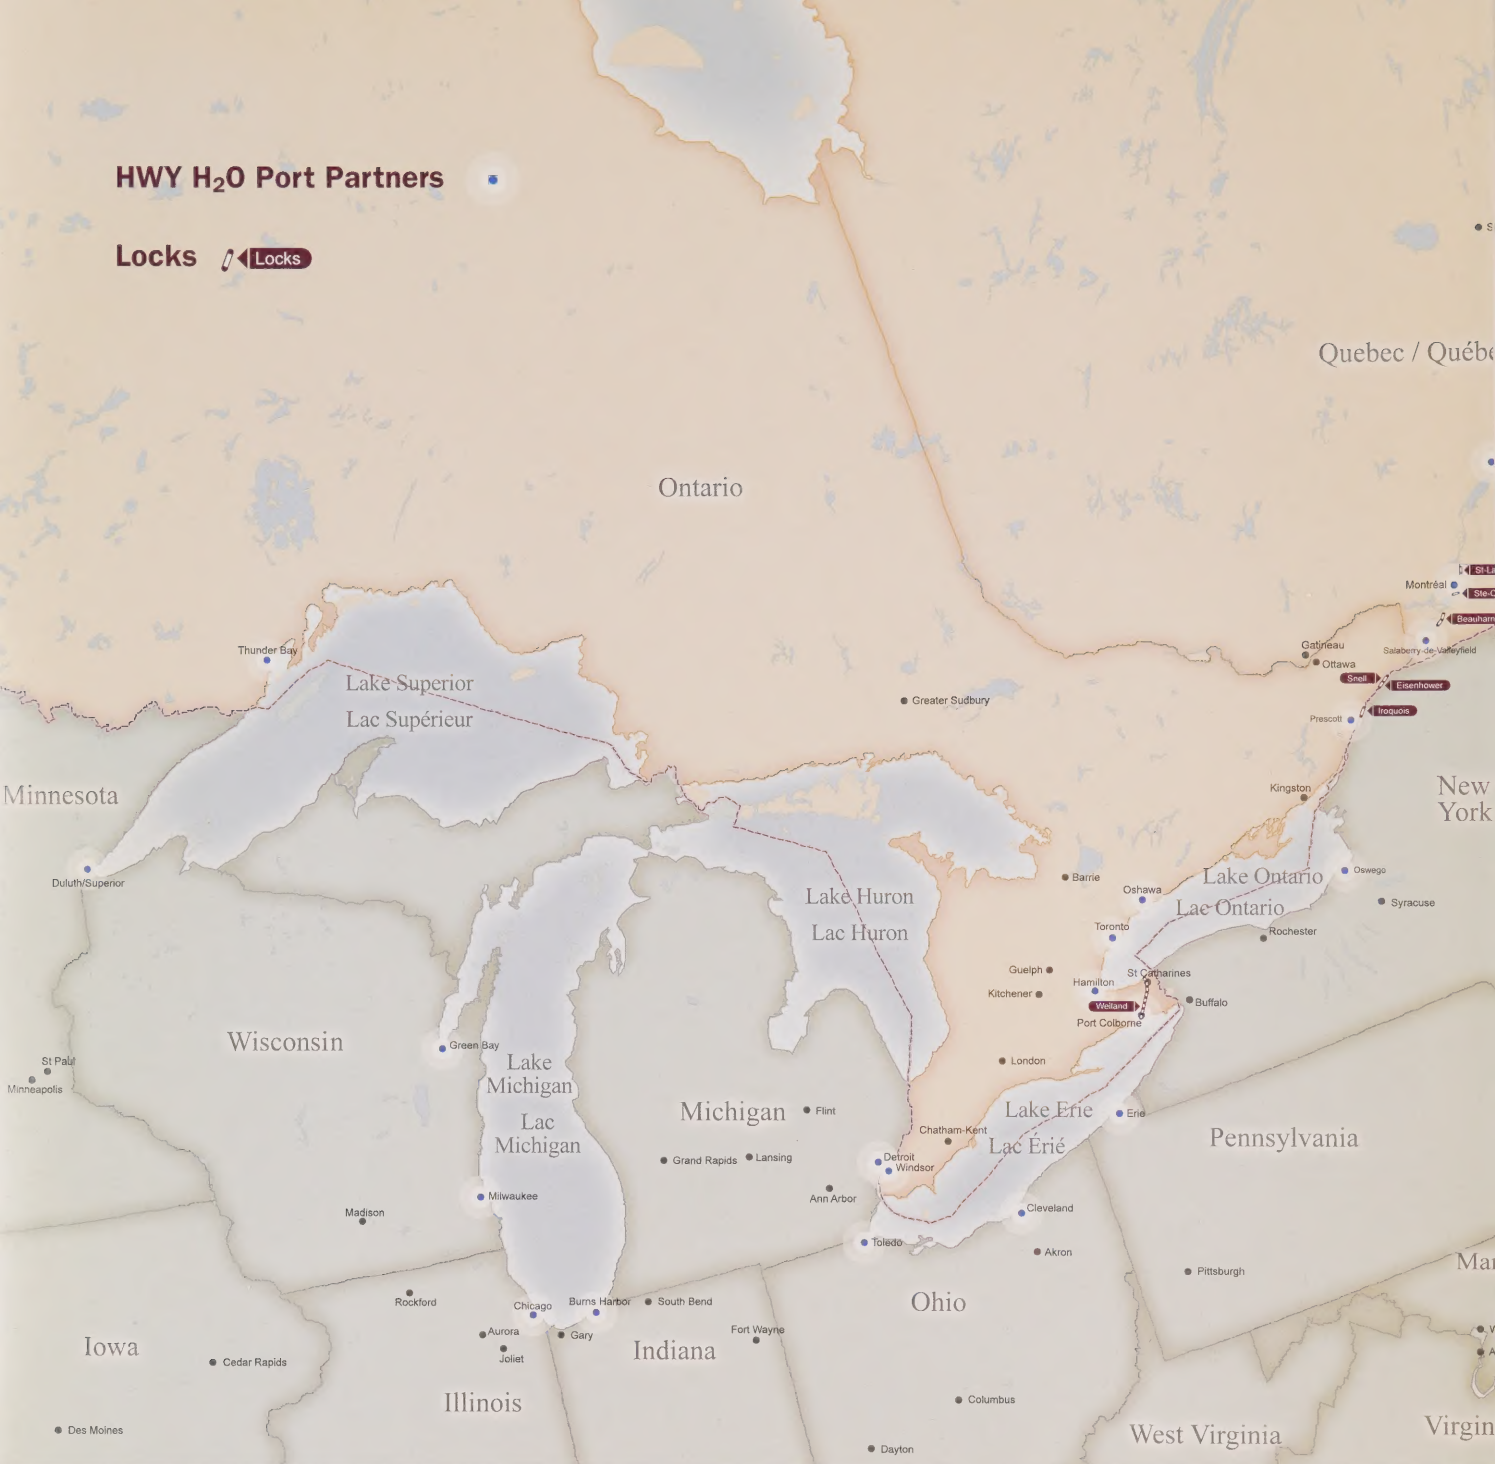 HWY H₂O Port Partners
Locks
Locks
Quebec / Québe
Ontario
St-La
Montréal
Ste-C
Beauharn
Gatineau
Salaberry-de-Valleyfield
Thunder Bay
Ottawa
Snell
Eisenhower
Lake Superior
Greater Sudbury
Iroquois
Lac Supérieur
Prescott
Minnesota
Kingston
New
York
Duluth/Superior
Barrie
Lake Ontario
Oswego
Oshawa
Lake Huron
Lac Ontario
Syracuse
Toronto
Lac Huron
Rochester
Guelph
St Catharines
Hamilton
Kitchener
Welland
Buffalo
Port Colborne
Wisconsin
Green Bay
St Paul
Minneapolis
Lake
Michigan
London
Michigan
Flint
Lake Erie
Erie
Lac
Michigan
Chatham-Kent
Lac Érié
Pennsylvania
Grand Rapids
Lansing
Detroit
Windsor
Milwaukee
Ann Arbor
Madison
Cleveland
Toledo
Akron
Mar
Pittsburgh
Rockford
Chicago
Burns Harbor
South Bend
Ohio
Aurora
Gary
Fort Wayne
W
Iowa
Joliet
Indiana
A
Cedar Rapids
Illinois
Columbus
Des Moines
West Virginia
Virgin
Dayton
S